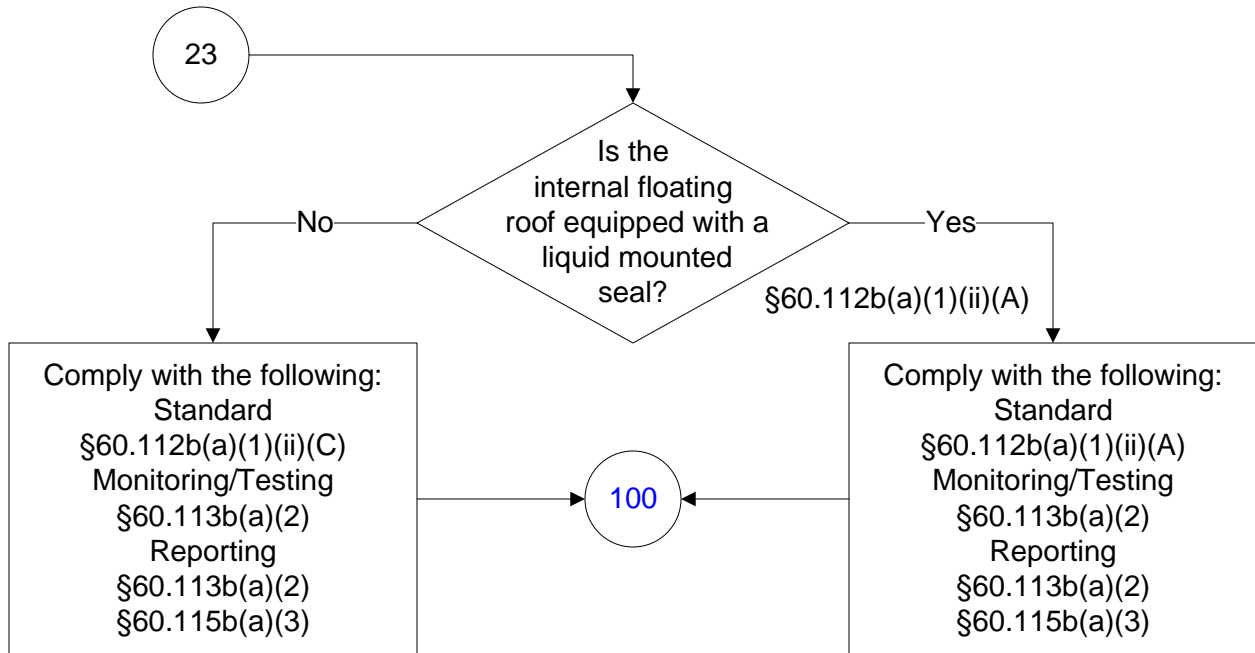 23
Is the
internal floating
roof equipped with a
liquid mounted
seal?
No
Yes
§60.112b(a)(1)(ii)(A)
Comply with the following:
Standard
§60.112b(a)(1)(ii)(C)
Monitoring/Testing
§60.113b(a)(2)
Reporting
§60.113b(a)(2)
§60.115b(a)(3)
100
Comply with the following:
Standard
§60.112b(a)(1)(ii)(A)
Monitoring/Testing
§60.113b(a)(2)
Reporting
§60.113b(a)(2)
§60.115b(a)(3)